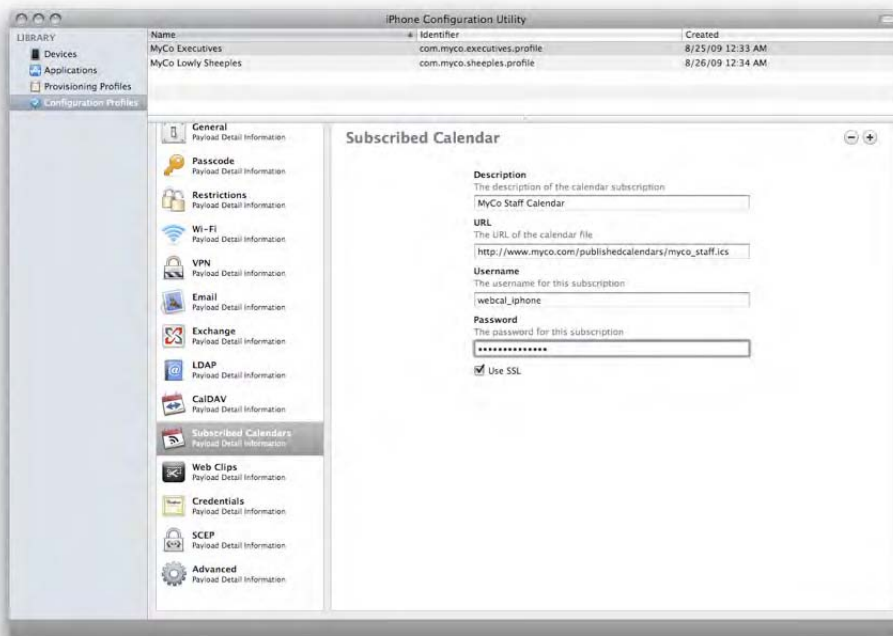 iPhone Configuration Utility
LIBRARY
Devices
Applications
Provisioning Profiles
Configuration Profiles
Name Identifier Created
MyCo Executives com.myco.executives.profile 8/25/09 12:33 AM
MyCo Lowly Sheeples com.myco.sheeples.profile 8/26/09 12:34 AM
General
Payload Detail Information
Passcode
Payload Detail Information
Restrictions
Payload Detail Information
Wi-Fi
Payload Detail Information
VPN
Payload Detail Information
Email
Payload Detail Information
Exchange
Payload Detail Information
LDAP
Payload Detail Information
CalDAV
Payload Detail Information
Subscribed Calendars
Payload Detail Information
Web Clips
Payload Detail Information
Credentials
Payload Detail Information
SCEP
Payload Detail Information
Advanced
Payload Detail Information
Subscribed Calendar
Description
The description of the calendar subscription
MyCo Staff Calendar
URL
The URL of the calendar file
http://www.myco.com/publishedcalendars/myco_staff.ics
Username
The username for this subscription
webcal_iphone
Password
The password for this subscription
••••••••••••••
Use SSL